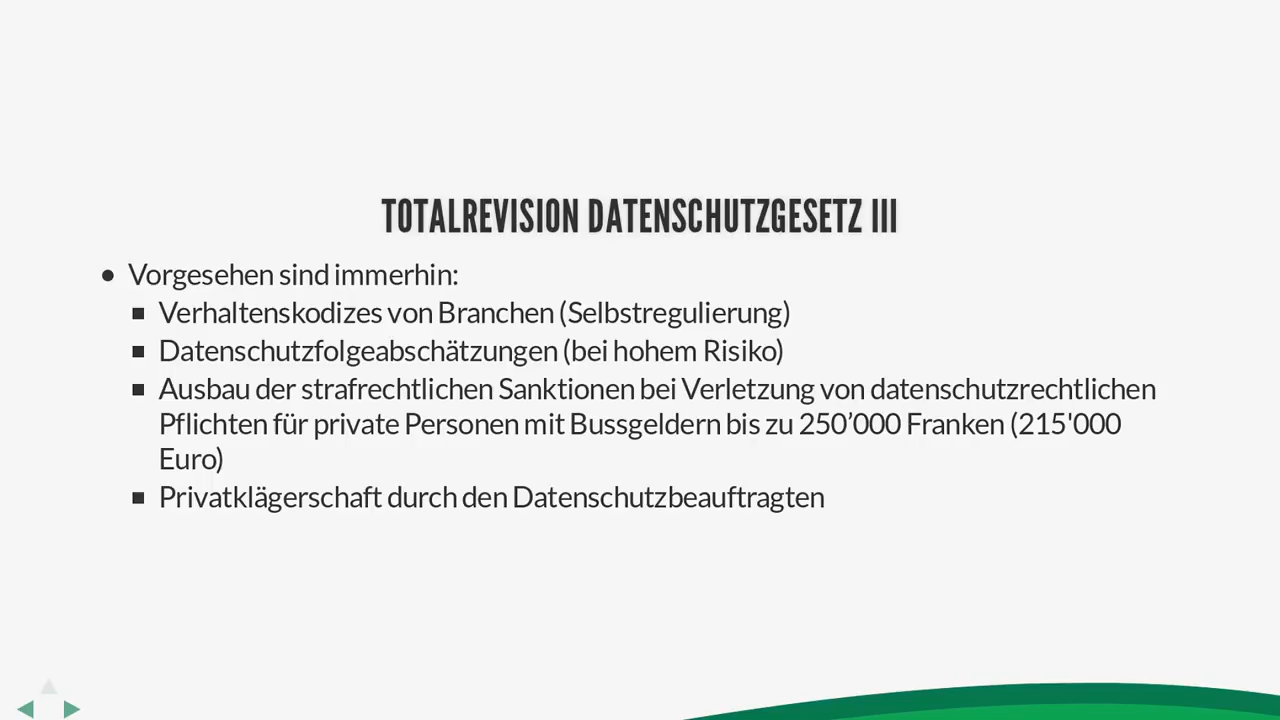 TOTALREVISION DATENSCHUTZGESETZ III
• Vorgesehen sind immerhin:
▪ Verhaltenskodizes von Branchen (Selbstregulierung)
▪ Datenschutzfolgeabschätzungen (bei hohem Risiko)
▪ Ausbau der strafrechtlichen Sanktionen bei Verletzung von datenschutzrechtlichen
Pflichten für private Personen mit Bussgeldern bis zu 250’000 Franken (215'000
Euro)
▪ Privatklägerschaft durch den Datenschutzbeauftragten